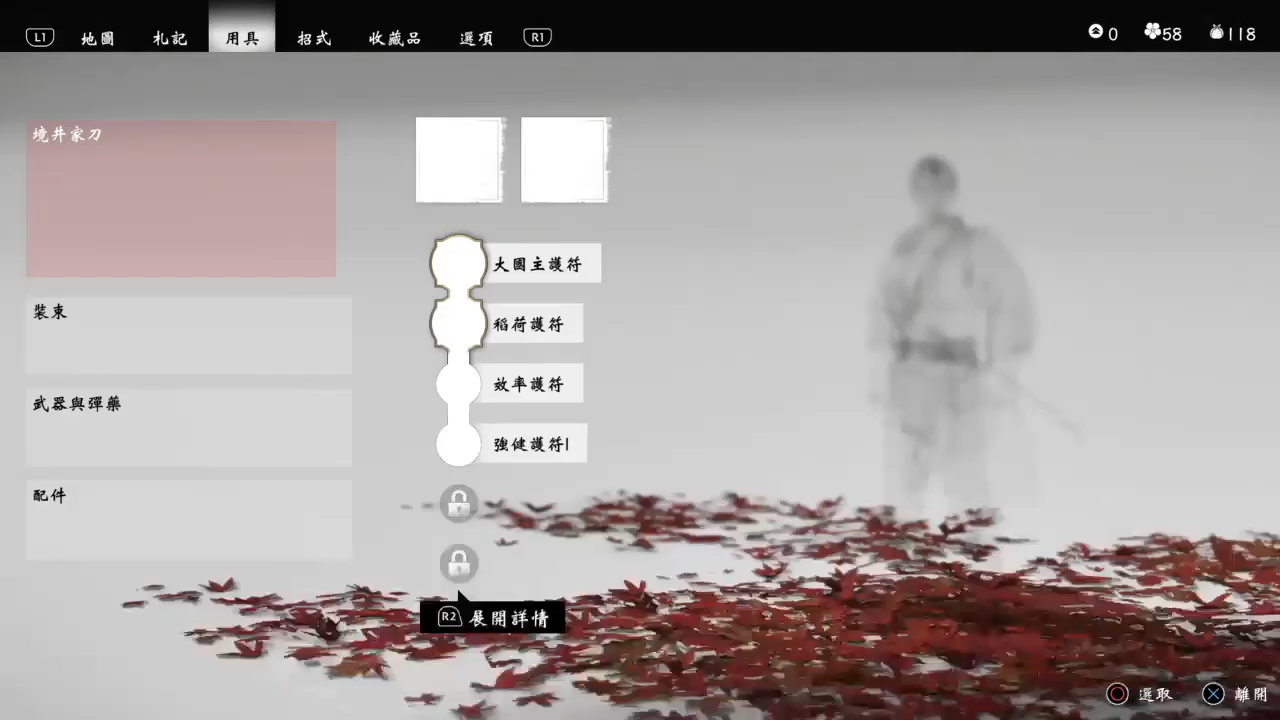 L1 地圖 札記 用具 招式 收藏品 選項 R1
0 58 118
境井家刀
裝束
武器與彈藥
配件
大國主護符
稻荷護符
效率護符
強健護符I
R2 展開詳情
選取 離開